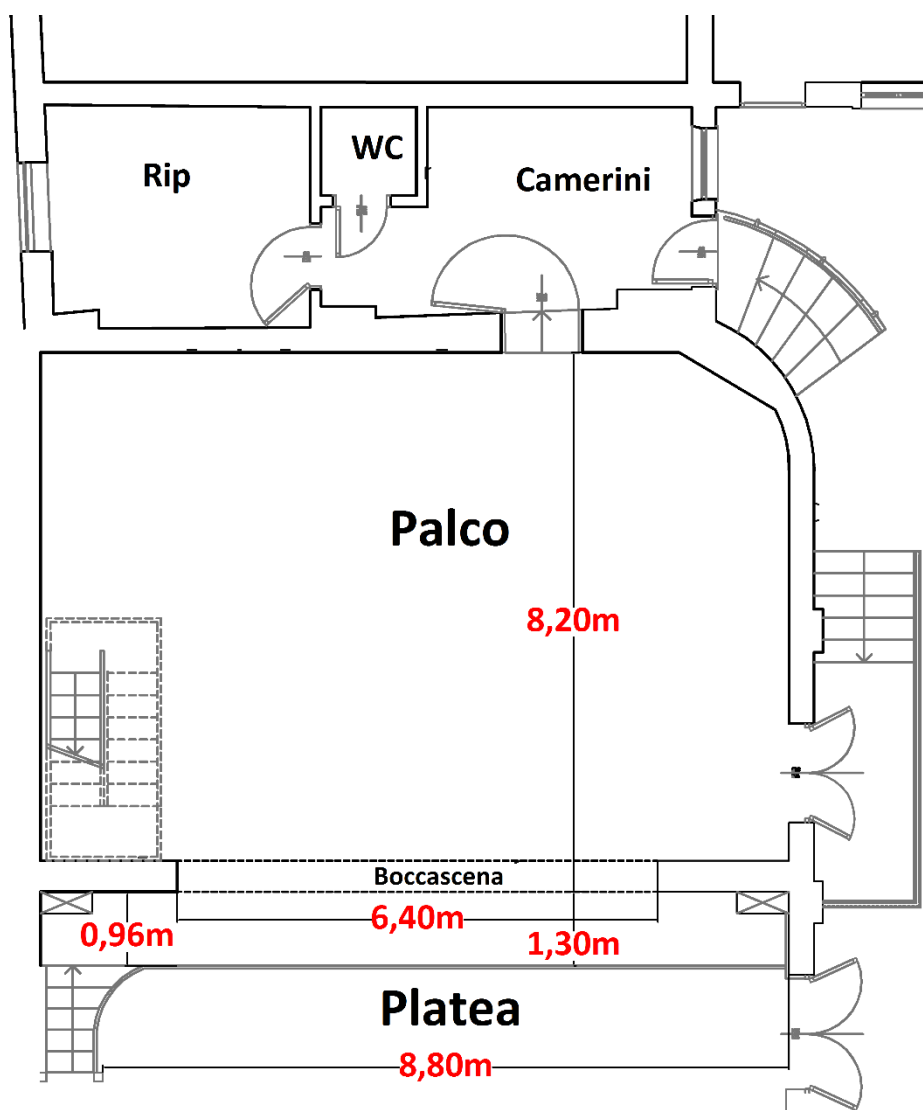 WC
Rip
Camerini
Palco
8,20m
Boccascena
6,40m
0,96m
1,30m
Platea
8,80m